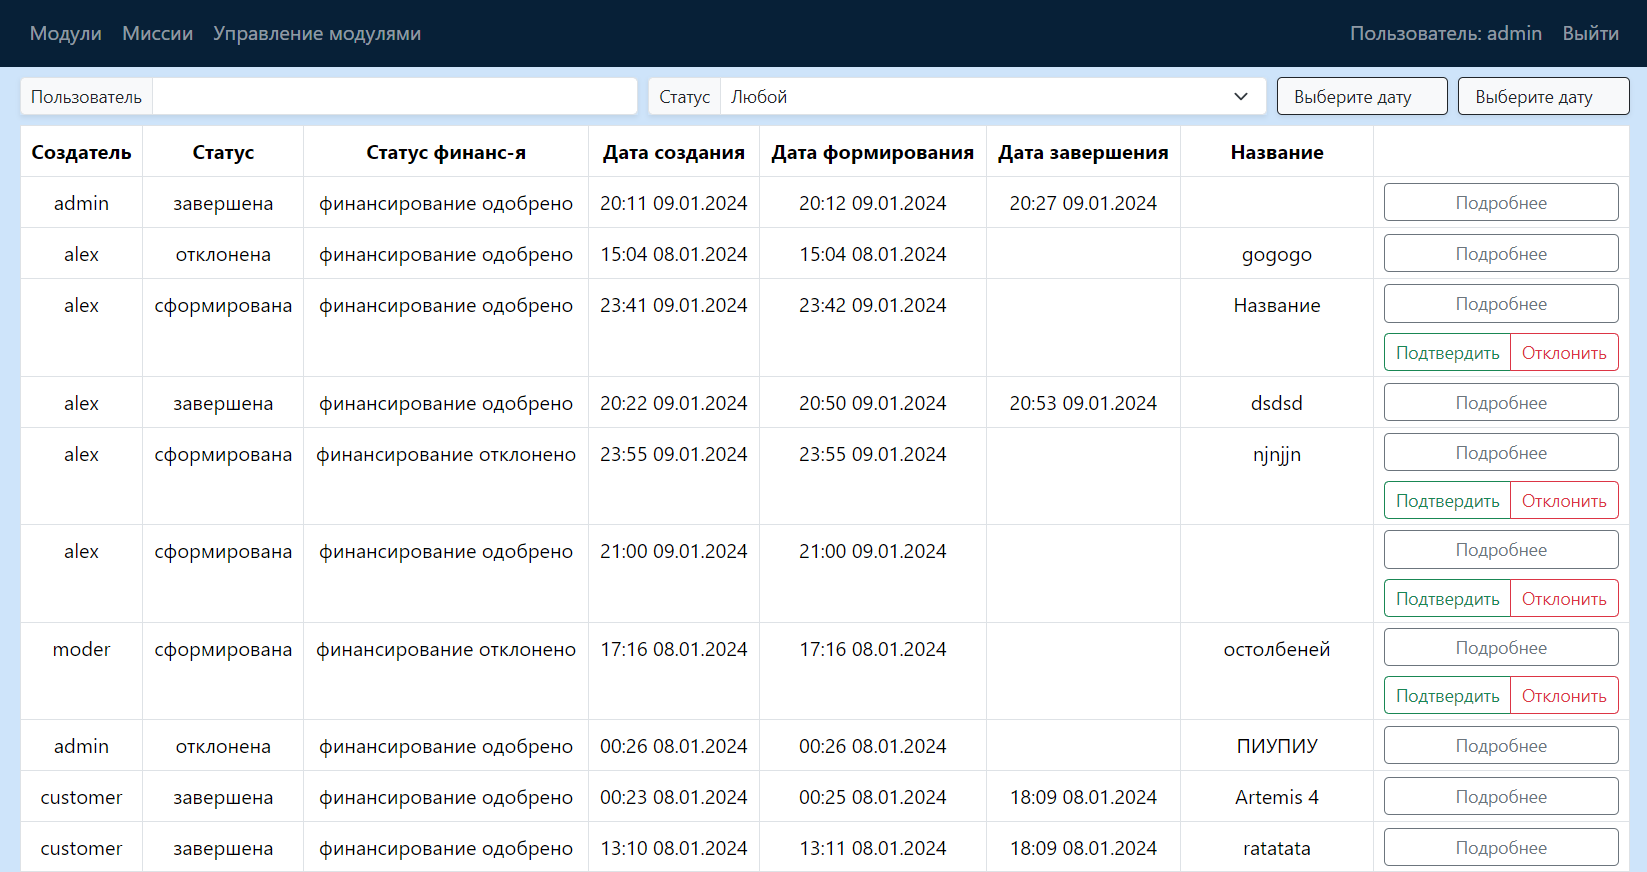 Модули Миссии Управление модулями Пользователь: admin Выйти
Пользователь Статус Любой Выберите дату Выберите дату
Создатель Статус Статус финанс-я Дата создания Дата формирования Дата завершения Название
admin завершена финансирование одобрено 20:11 09.01.2024 20:12 09.01.2024 20:27 09.01.2024 Подробнее
alex отклонена финансирование одобрено 15:04 08.01.2024 15:04 08.01.2024 gogogo Подробнее
alex сформирована финансирование одобрено 23:41 09.01.2024 23:42 09.01.2024 Название Подробнее
Подтвердить Отклонить
alex завершена финансирование одобрено 20:22 09.01.2024 20:50 09.01.2024 20:53 09.01.2024 dsdsd Подробнее
alex сформирована финансирование отклонено 23:55 09.01.2024 23:55 09.01.2024 njnjjn Подробнее
Подтвердить Отклонить
alex сформирована финансирование одобрено 21:00 09.01.2024 21:00 09.01.2024 Подробнее
Подтвердить Отклонить
moder сформирована финансирование отклонено 17:16 08.01.2024 17:16 08.01.2024 остолбеней Подробнее
Подтвердить Отклонить
admin отклонена финансирование одобрено 00:26 08.01.2024 00:26 08.01.2024 ПИУПИУ Подробнее
customer завершена финансирование одобрено 00:23 08.01.2024 00:25 08.01.2024 18:09 08.01.2024 Artemis 4 Подробнее
customer завершена финансирование одобрено 13:10 08.01.2024 13:11 08.01.2024 18:09 08.01.2024 ratatata Подробнее